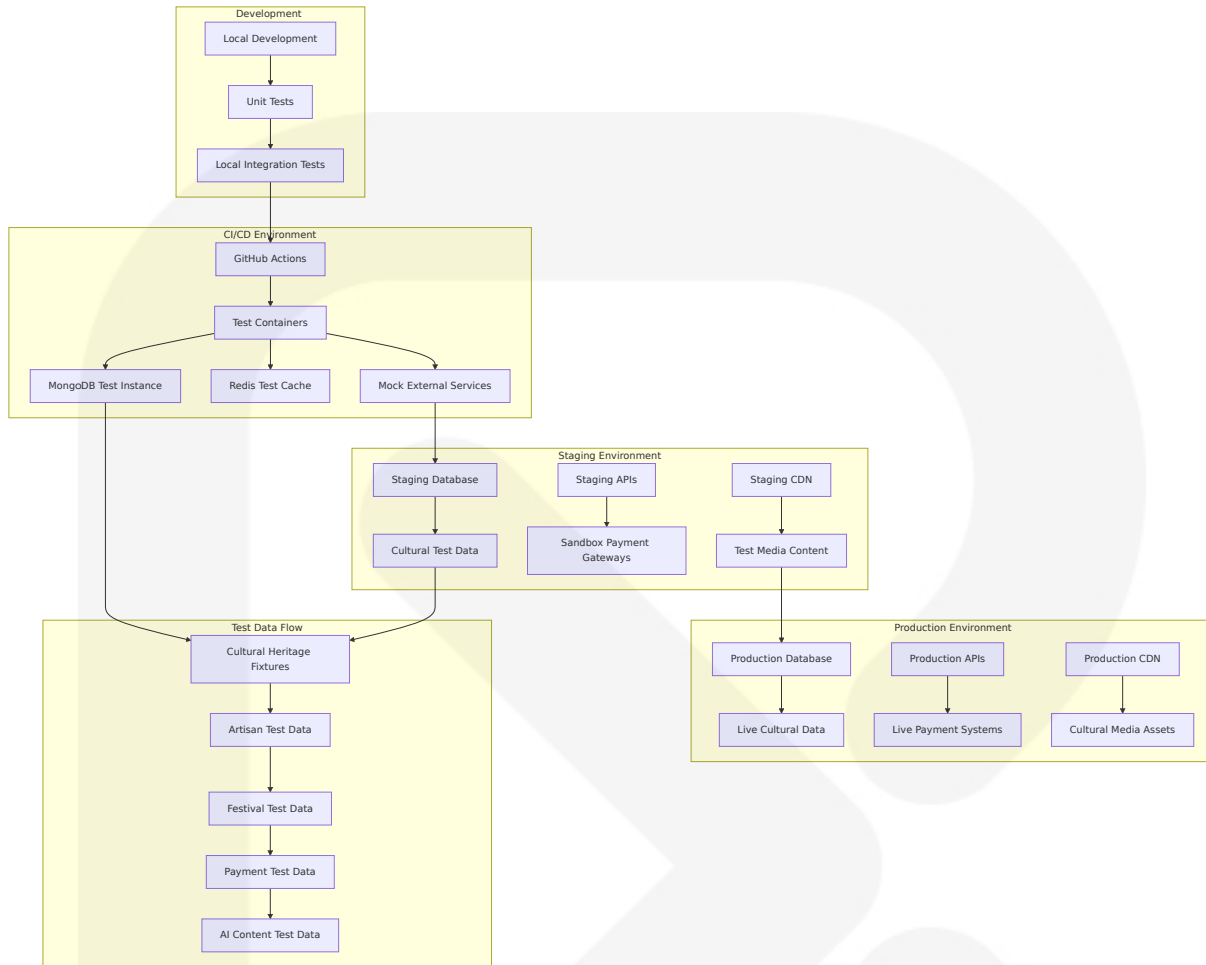 Development
Local Development
Unit Tests
Local Integration Tests
CI/CD Environment
GitHub Actions
Test Containers
MongoDB Test Instance
Redis Test Cache
Mock External Services
Staging Environment
Staging Database
Staging APIs
Staging CDN
Cultural Test Data
Sandbox Payment
Gateways
Test Media Content
Test Data Flow
Cultural Heritage
Fixtures
Artisan Test Data
Festival Test Data
Payment Test Data
AI Content Test Data
Production Environment
Production Database
Production APIs
Production CDN
Live Cultural Data
Live Payment Systems
Cultural Media Assets